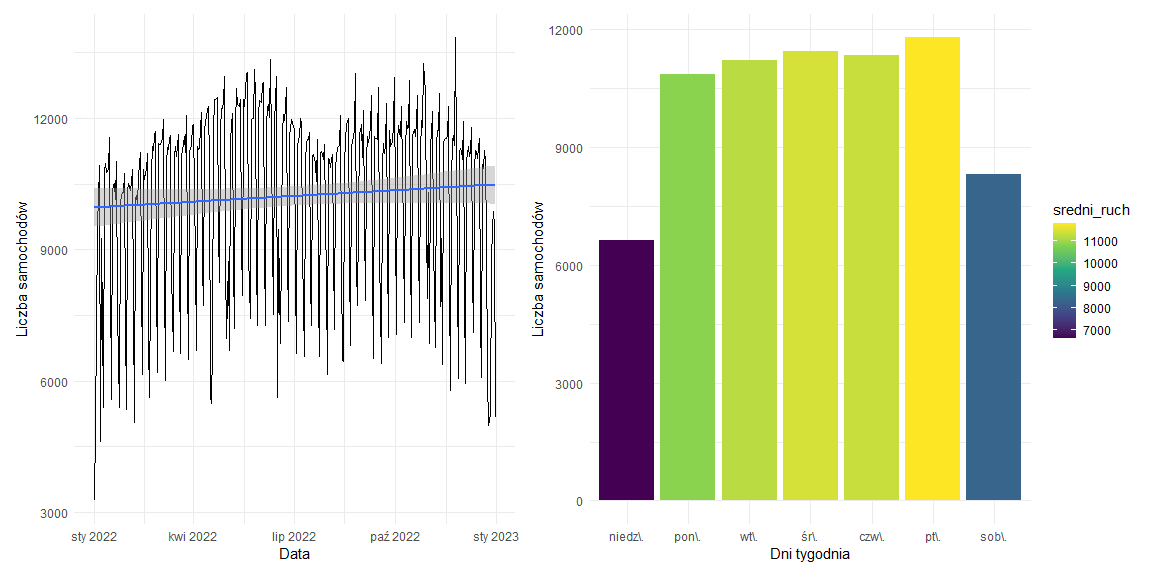 12000
9000
6000
3000
Liczba samochodów
sty 2022
kwi 2022
lip 2022
paź 2022
sty 2023
Data
12000
9000
6000
3000
0
Liczba samochodów
niedz\.
pon\.
wt\.
śr\.
czw\.
pt\.
sob\.
Dni tygodnia
sredni_ruch
11000
10000
9000
8000
7000